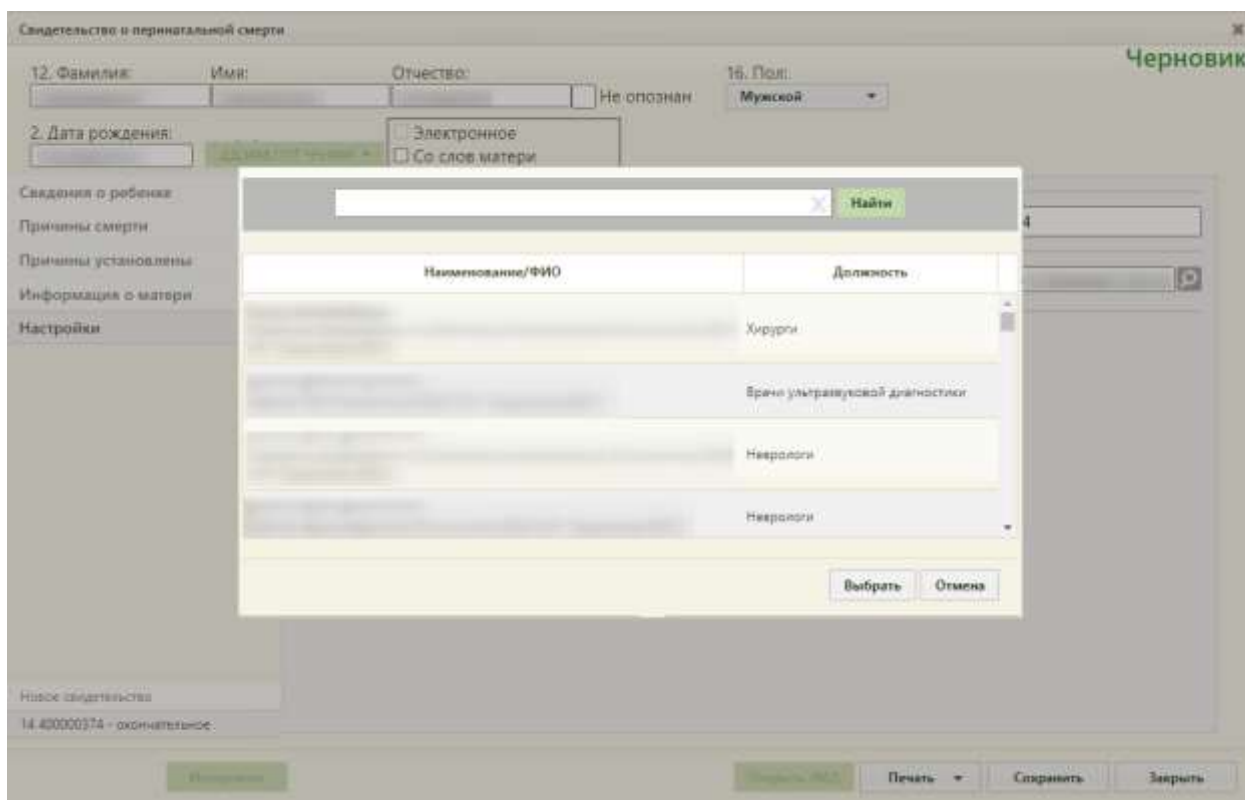 Свидетельство о перинатальной смерти
Черновик
12. Фамилия: Имя: Отчество: 16. Пол:
Не опознан Мужской
2. Дата рождения: Электронное
Со слов матери
Сведения о ребенке
Найти
Причины смерти 4
Причины установлены
Наименование/ФИО Должность
Информация о матери
Настройки
Хирурги
Врачи ультразвуковой диагностики
Неврологи
Неврологи
Выбрать Отмена
Новое свидетельство
14 400000374 - окончательное
Печать Сохранить Закрыть